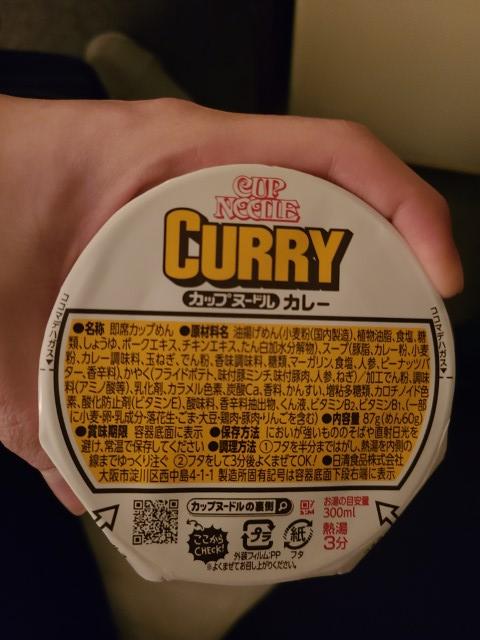 CUP
NOODLE
CURRY
カップヌードル カレー
ココマデハガス
ココマデハガス
●名称 即席カップめん ●原材料名 油揚げめん(小麦粉(国内製造)、植物油脂、食塩、糖
類、しょうゆ、ポークエキス、チキンエキス、たん白加水分解物)、スープ(豚脂、カレー粉、小麦
粉、カレー調味料、玉ねぎ、でん粉、香味調味料、糖類、マーガリン、食塩、人参、ピーナッツバ
ター、香辛料)、かやく(フライドポテト、味付豚ミンチ、味付豚肉、人参、ねぎ)/加工でん粉、調味
料(アミノ酸等)、乳化剤、カラメル色素、炭酸Ca、香料、かんすい、増粘多糖類、カロチノイド色
素、酸化防止剤(ビタミンE)、酸味料、香辛料抽出物、くん液、ビタミンB2、ビタミンB1、(一部
に小麦・卵・乳成分・落花生・ごま・大豆・鶏肉・豚肉・りんごを含む) ●内容量 87g(めん60g)
●賞味期限 容器底面に表示 ●保存方法 においが強いもののそばや直射日光を
避け、常温で保存してください ●調理方法 ①フタを半分まではがし、熱湯を内側の
線までゆっくり注ぐ ②フタをして3分後よくまぜてOK! ●日清食品株式会社
大阪市淀川区西中島4-1-1 製造所固有記号は容器底面下段右端に表示
カップヌードルの裏側
ここから
CHECK!
プラ
外装フィルム:PP
紙
フタ
お湯の目安量
300ml
熱湯
3分
※よくまぜてお召し上がりください。